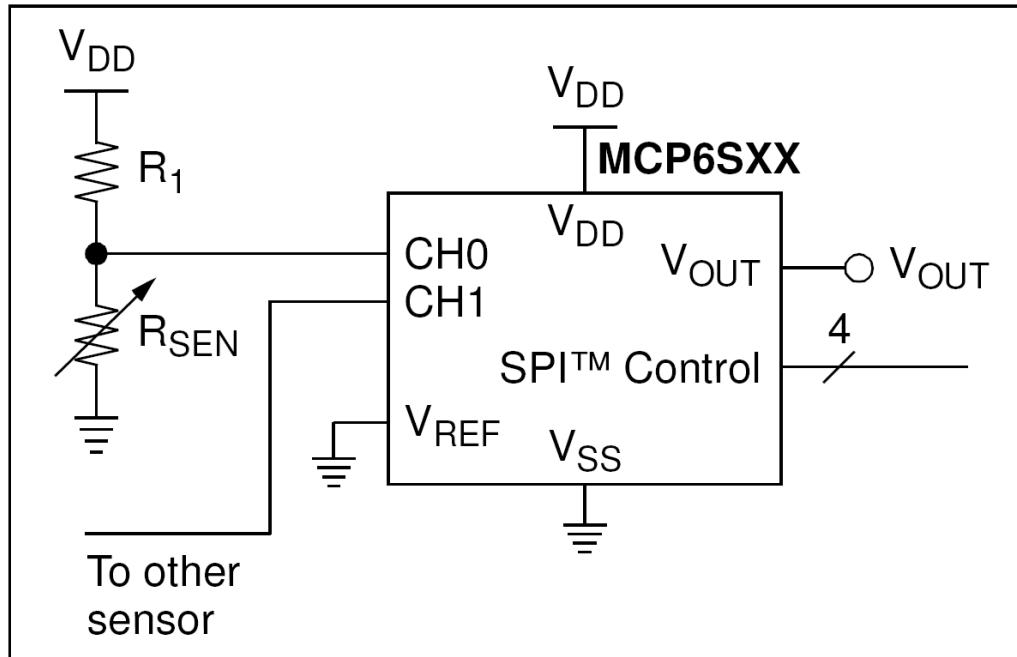 VDD
R1
RSEN
To other
sensor
VDD
MCP6SXX
VDD
CH0
CH1
VREF
VSS
VOUT
SPI™ Control
VOUT
4